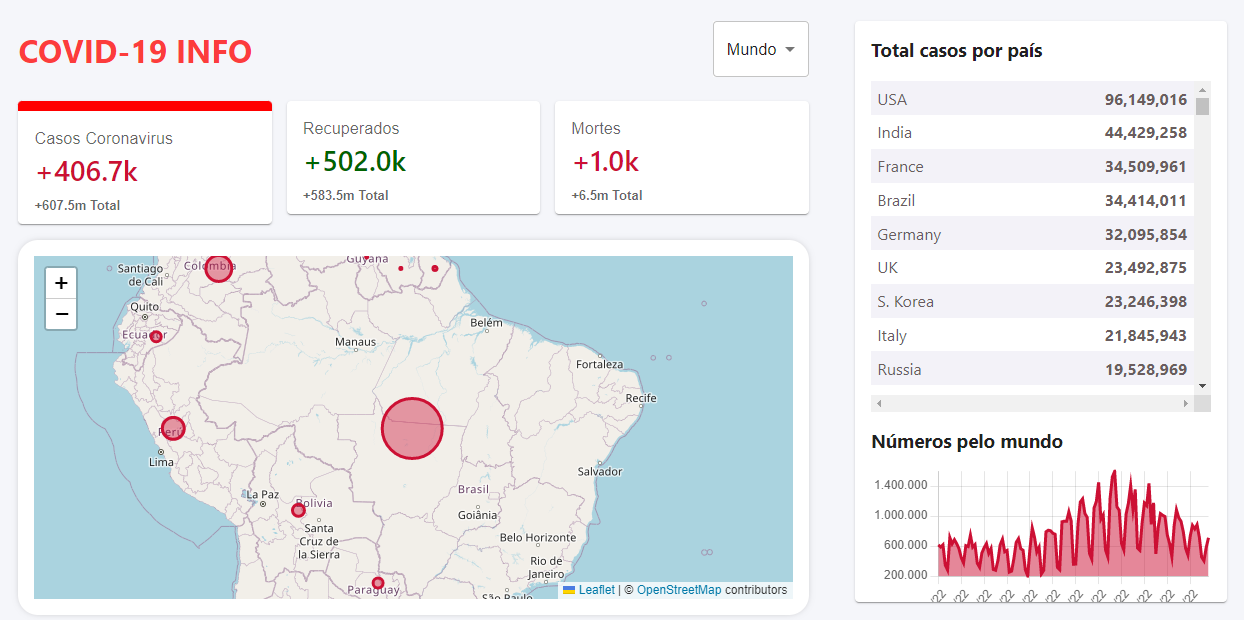 COVID-19 INFO
Mundo
Casos Coronavirus
+406.7k
+607.5m Total
Recuperados
+502.0k
+583.5m Total
Mortes
+1.0k
+6.5m Total
+
−
Santiago
de Cali
Colombia
Guyana
Quito
Ecuador
Belém
Manaus
Fortaleza
Recife
Perú
Lima
Salvador
La Paz
Bolivia
Brasil
Goiânia
Santa
Cruz de
la Sierra
Belo Horizonte
Rio de
Janeiro
Paraguay
São Paulo
Leaflet | © OpenStreetMap contributors
Total casos por país
USA 96,149,016
India 44,429,258
France 34,509,961
Brazil 34,414,011
Germany 32,095,854
UK 23,492,875
S. Korea 23,246,398
Italy 21,845,943
Russia 19,528,969
Números pelo mundo
1.400.000
1.000.000
600.000
200.000
'22 '22 '22 '22 '22 '22 '22 '22 '22 '22 '22 '22